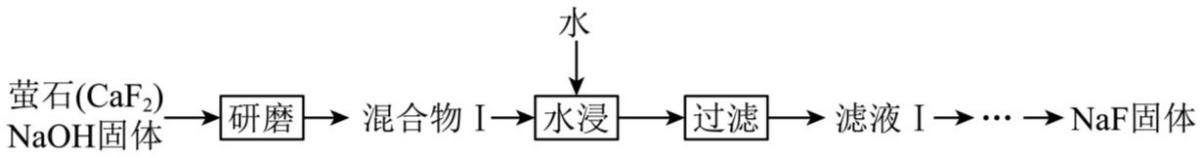 水
萤石(CaF₂)
NaOH固体
研磨
混合物Ⅰ
水浸
过滤
滤液Ⅰ
···
NaF固体